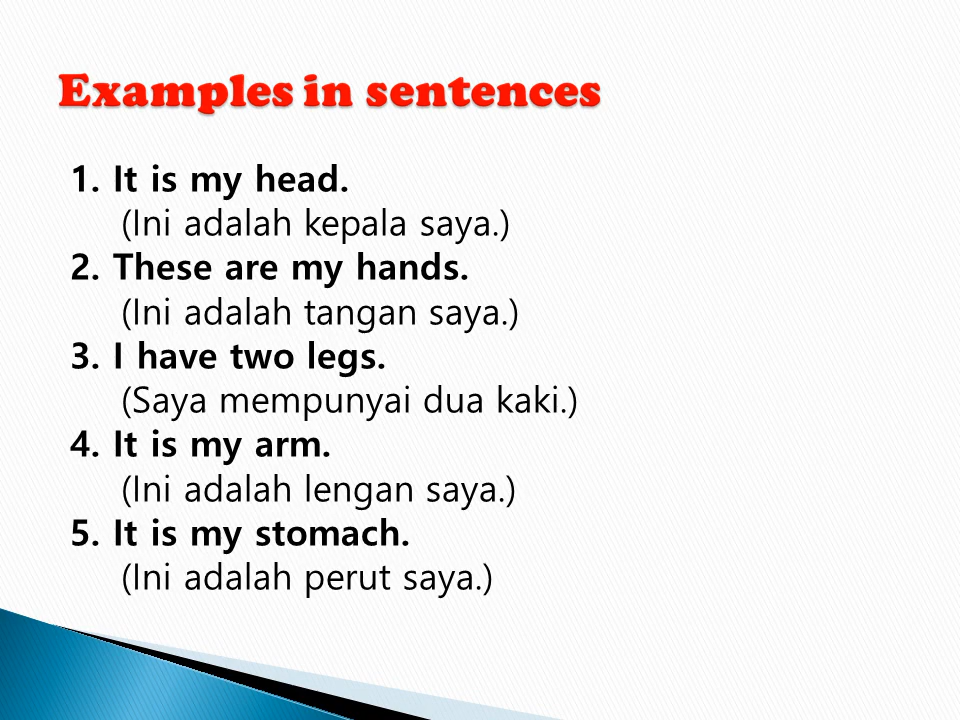 Examples in sentences
1. It is my head.
(Ini adalah kepala saya.)
2. These are my hands.
(Ini adalah tangan saya.)
3. I have two legs.
(Saya mempunyai dua kaki.)
4. It is my arm.
(Ini adalah lengan saya.)
5. It is my stomach.
(Ini adalah perut saya.)